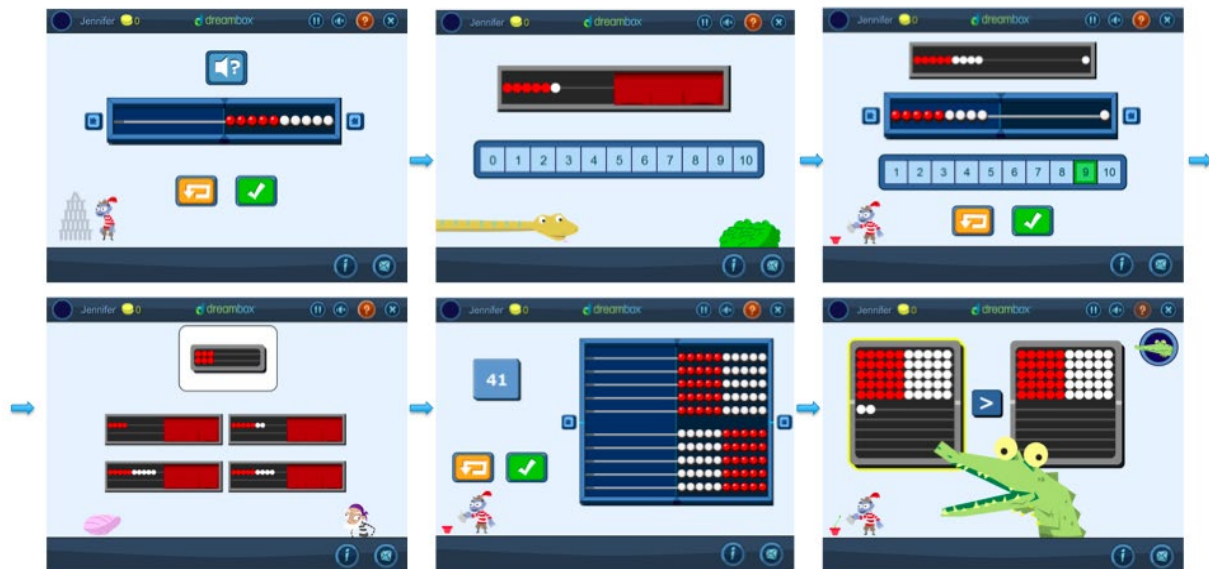 Jennifer 0 dreambox ?
?
Jennifer 0 dreambox ?
0 1 2 3 4 5 6 7 8 9 10
Jennifer 0 dreambox ?
1 2 3 4 5 6 7 8 9 10
i
i
i
Jennifer 0 dreambox ?
Jennifer 0 dreambox ?
41
Jennifer 0 dreambox ?
>
i
i
i